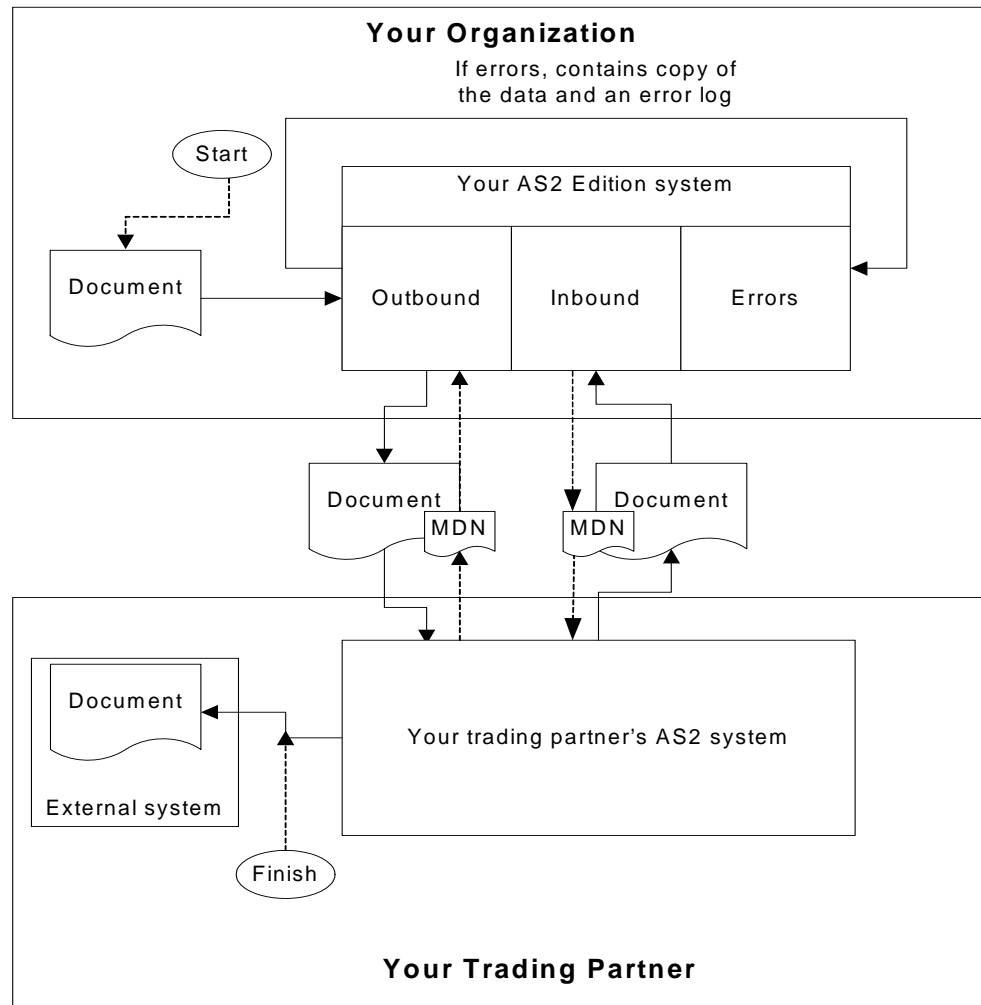 Your Organization
If errors, contains copy of
the data and an error log
Start
Your AS2 Edition system
Document
Outbound
Inbound
Errors
Document
MDN
MDN
Document
Document
Your trading partner's AS2 system
External system
Finish
Your Trading Partner